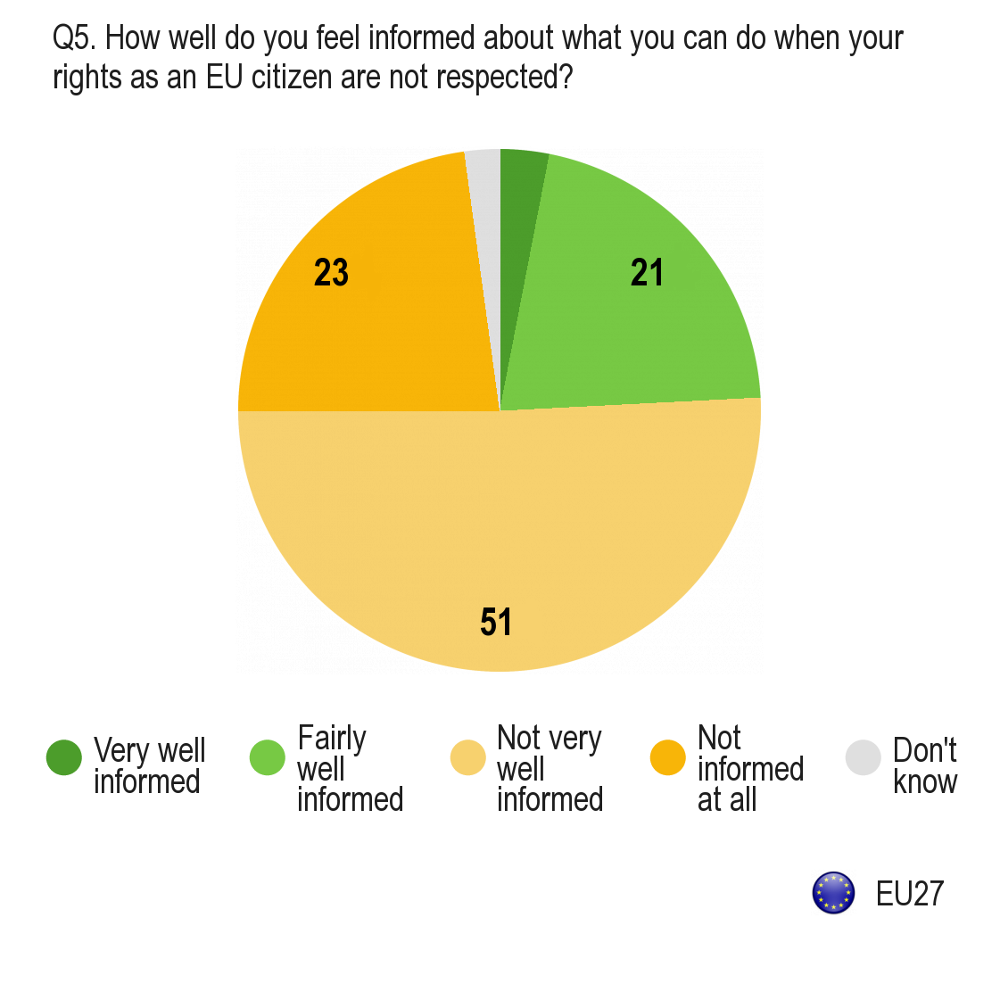 Q5. How well do you feel informed about what you can do when your
rights as an EU citizen are not respected?
23
21
51
Very well
informed
Fairly
well
informed
Not very
well
informed
Not
informed
at all
Don't
know
EU27